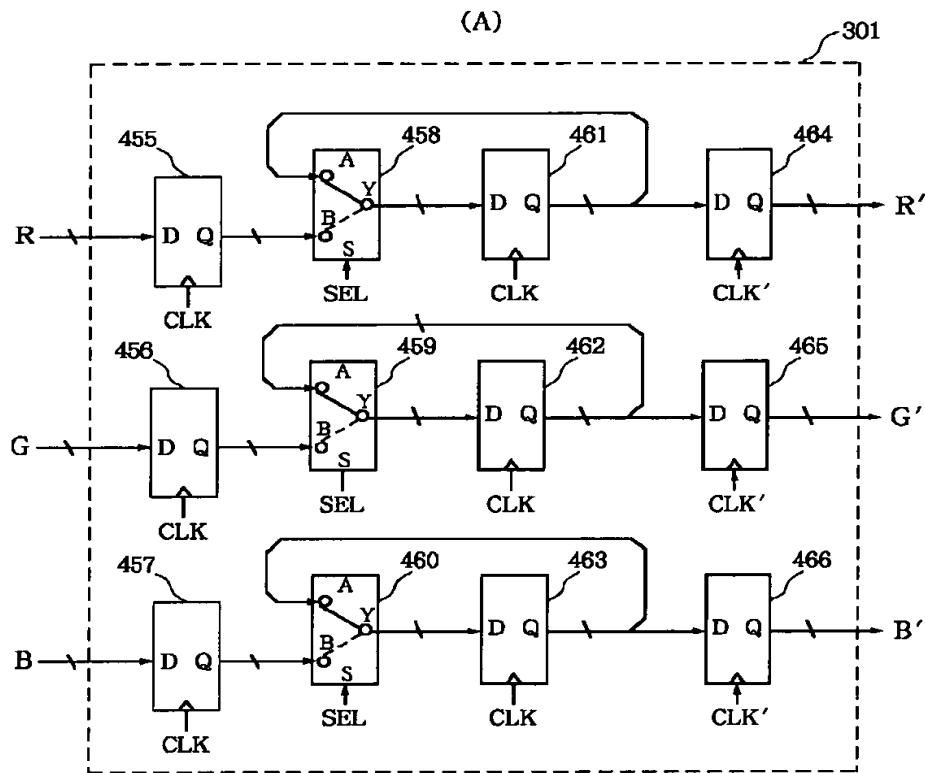 (A)
301
455
458
461
464
R
D Q
A
B
Y
S
D Q
D Q
R′
CLK
SEL
CLK
CLK′
456
459
462
465
G
D Q
A
B
Y
S
D Q
D Q
G′
CLK
SEL
CLK
CLK′
457
460
463
466
B
D Q
A
B
Y
S
D Q
D Q
B′
CLK
SEL
CLK
CLK′